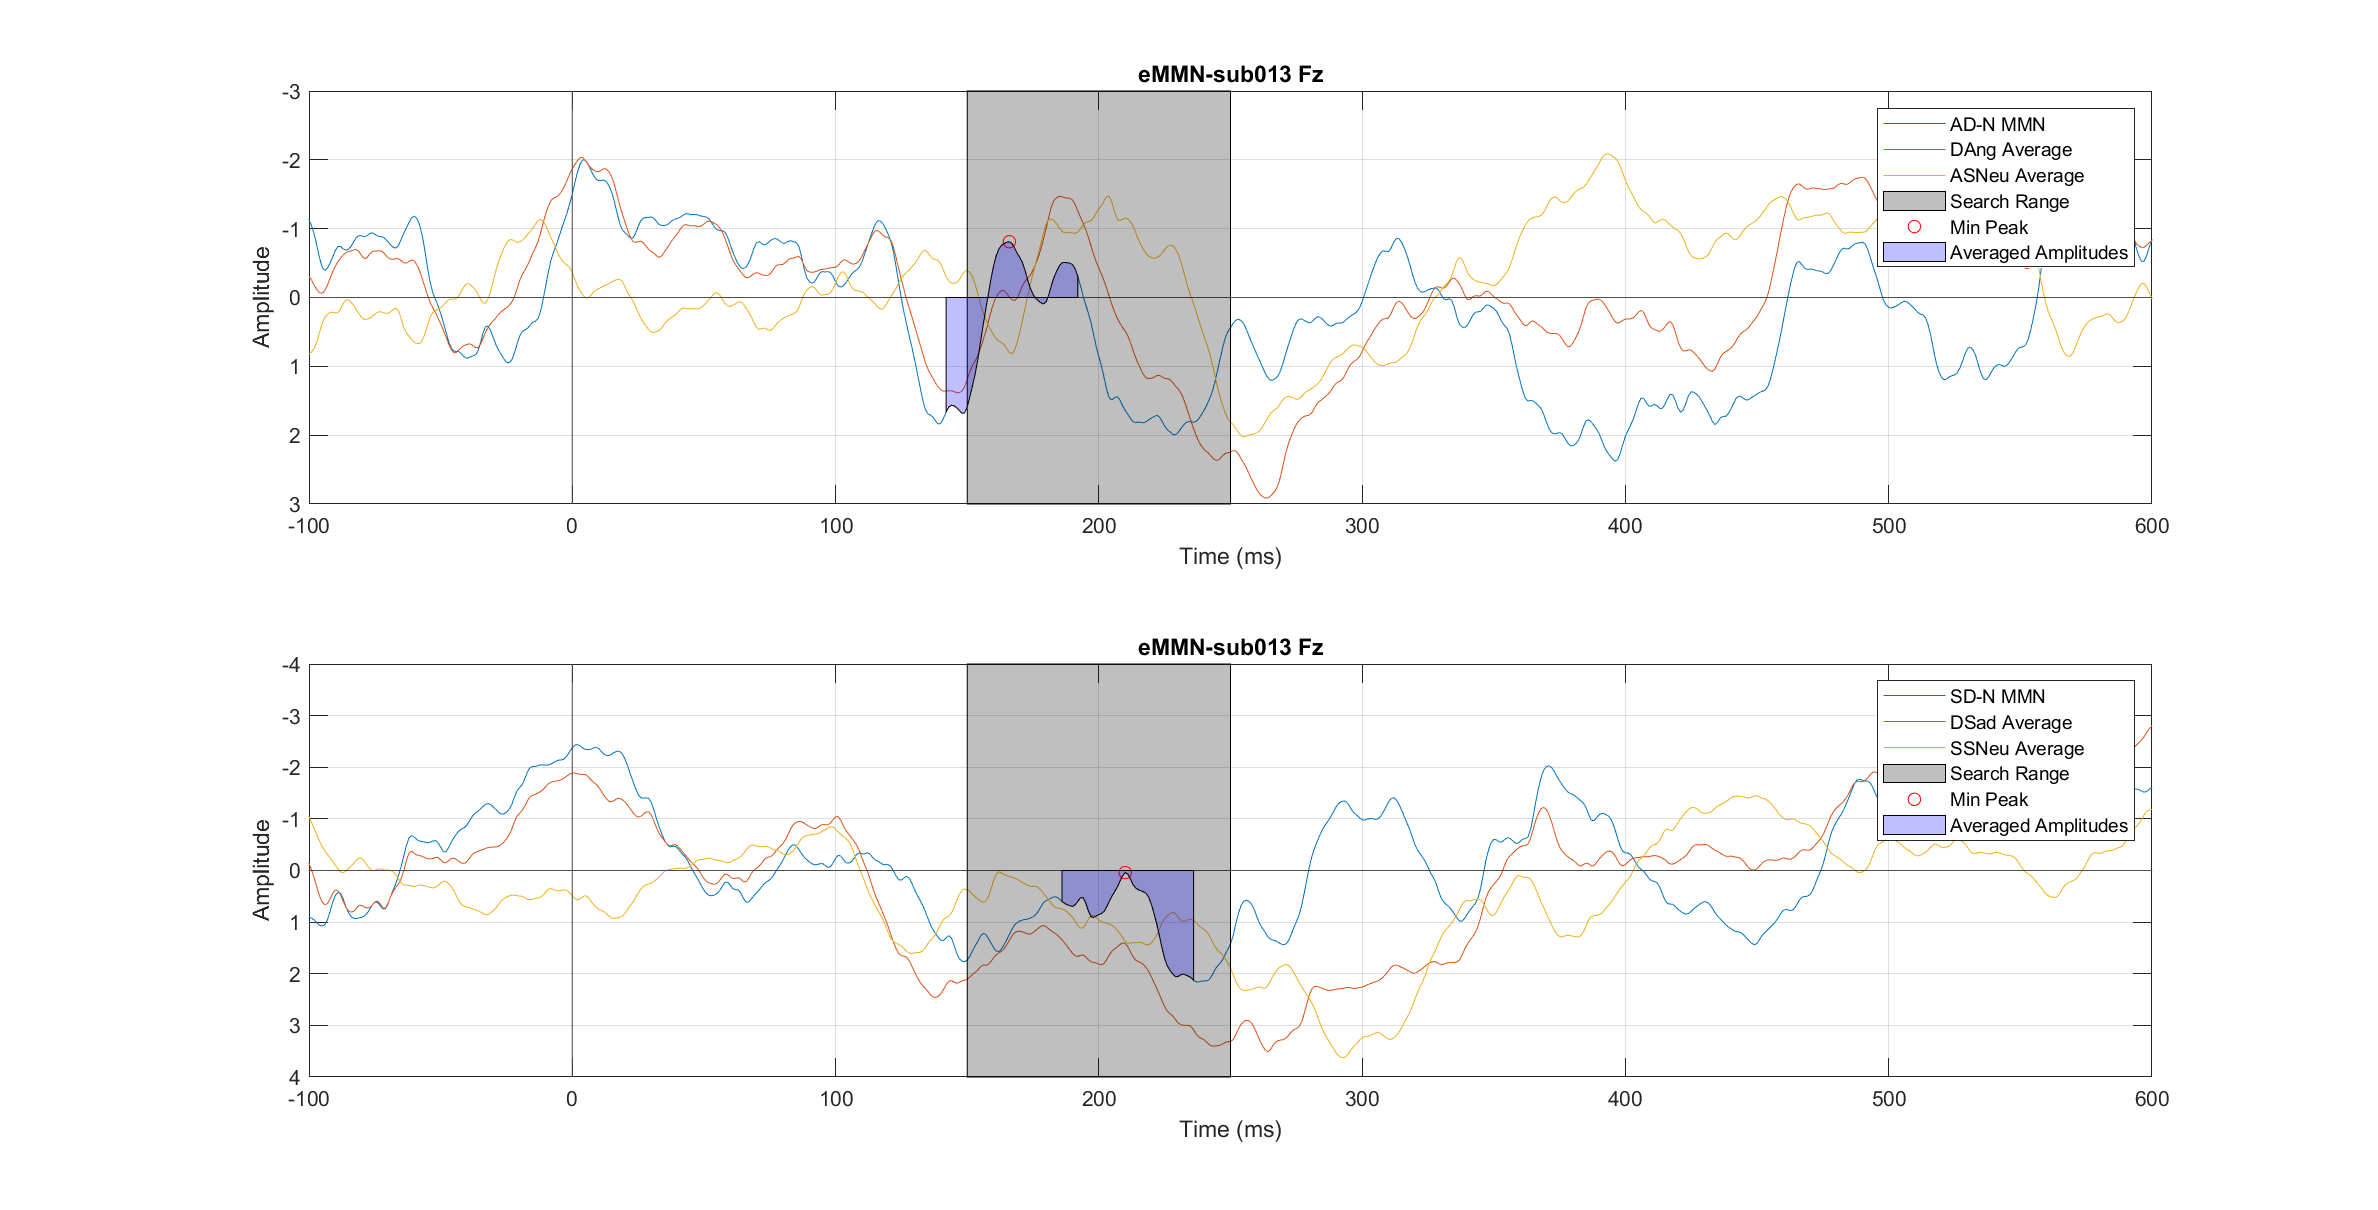 eMMN-sub013 Fz
-3
-2
-1
0
1
2
3
Amplitude
-100 0 100 200 300 400 500 600
Time (ms)
AD-N MMN
DAng Average
ASNeu Average
Search Range
Min Peak
Averaged Amplitudes
eMMN-sub013 Fz
-4
-3
-2
-1
0
1
2
3
4
Amplitude
-100 0 100 200 300 400 500 600
Time (ms)
SD-N MMN
DSad Average
SSNeu Average
Search Range
Min Peak
Averaged Amplitudes